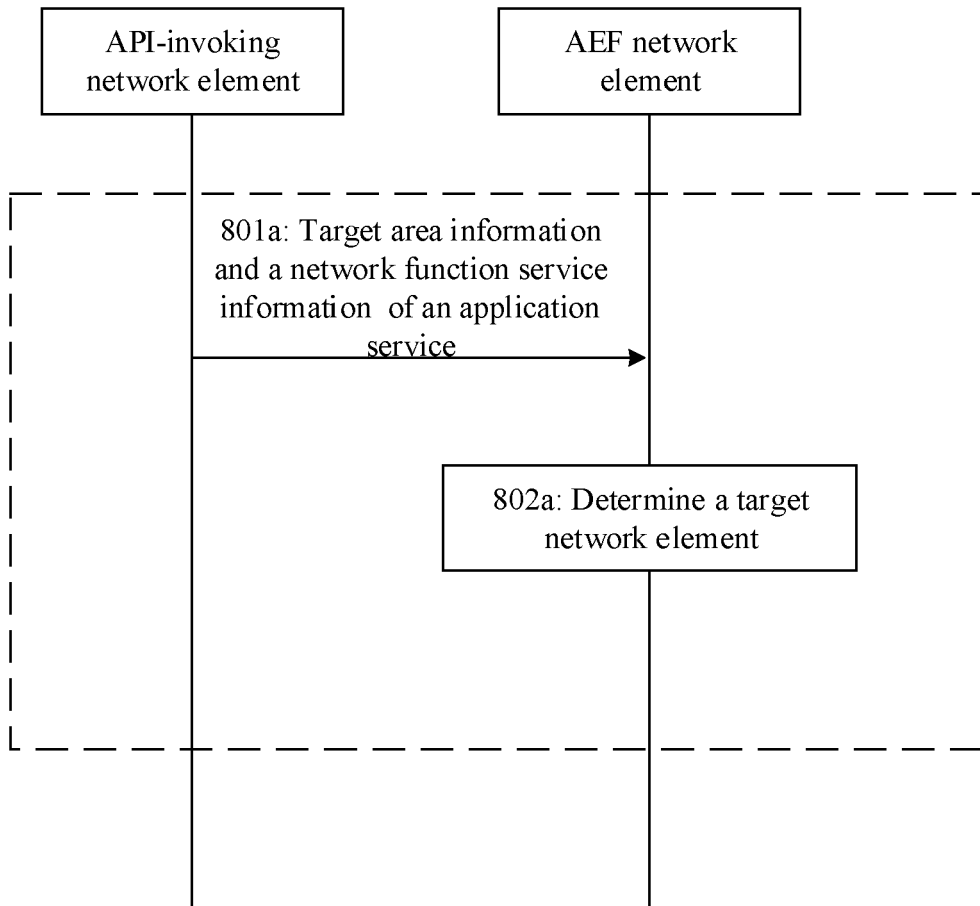 API-invoking
network element
AEF network
element
801a: Target area information
and a network function service
information of an application
service
802a: Determine a target
network element